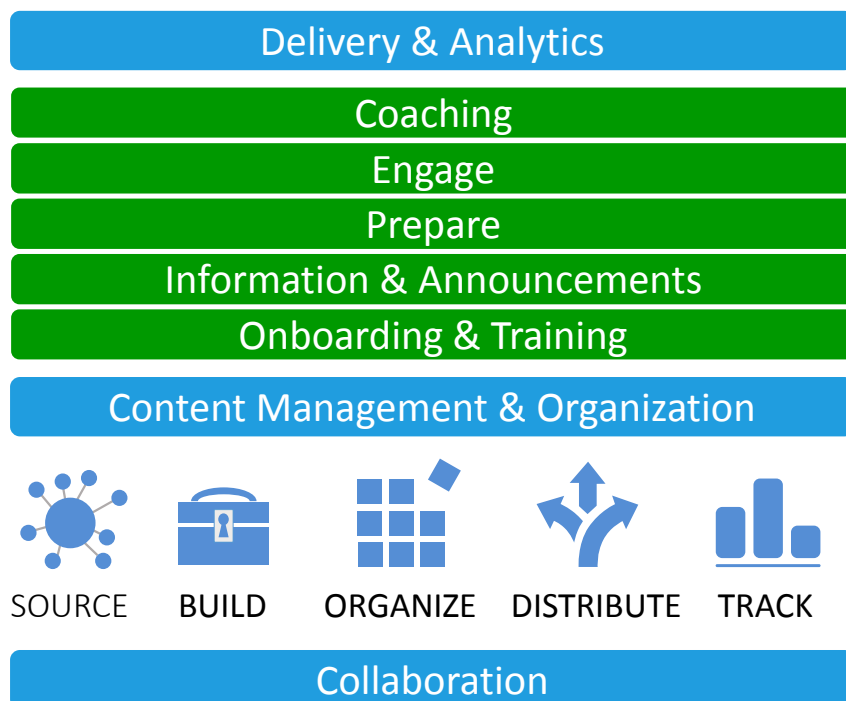 Delivery & Analytics
Coaching
Engage
Prepare
Information & Announcements
Onboarding & Training
Content Management & Organization
SOURCE BUILD ORGANIZE DISTRIBUTE TRACK
Collaboration